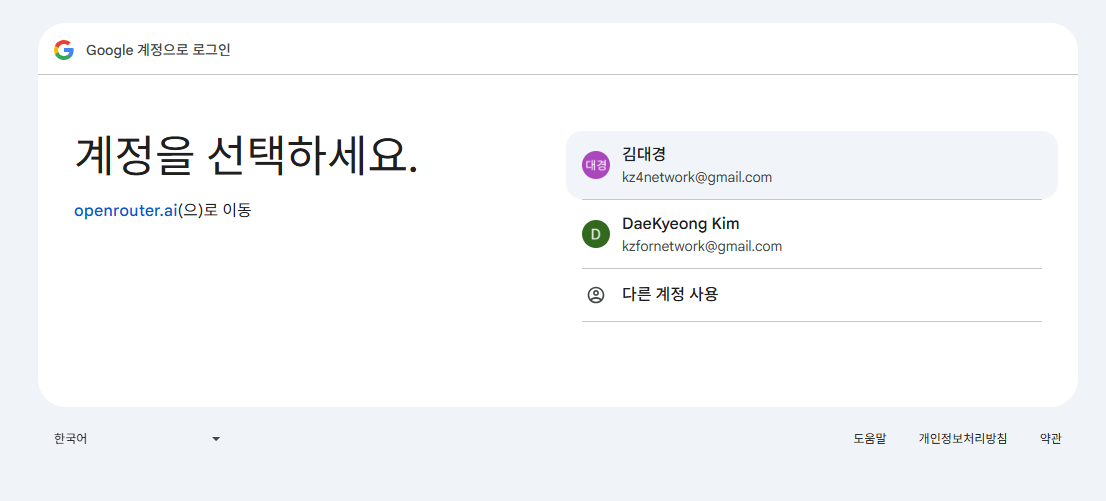 Google 계정으로 로그인
계정을 선택하세요.
openrouter.ai(으)로 이동
대경
김대경
kz4network@gmail.com
D
DaeKyeong Kim
kzfornetwork@gmail.com
다른 계정 사용
한국어
도움말 개인정보처리방침 약관